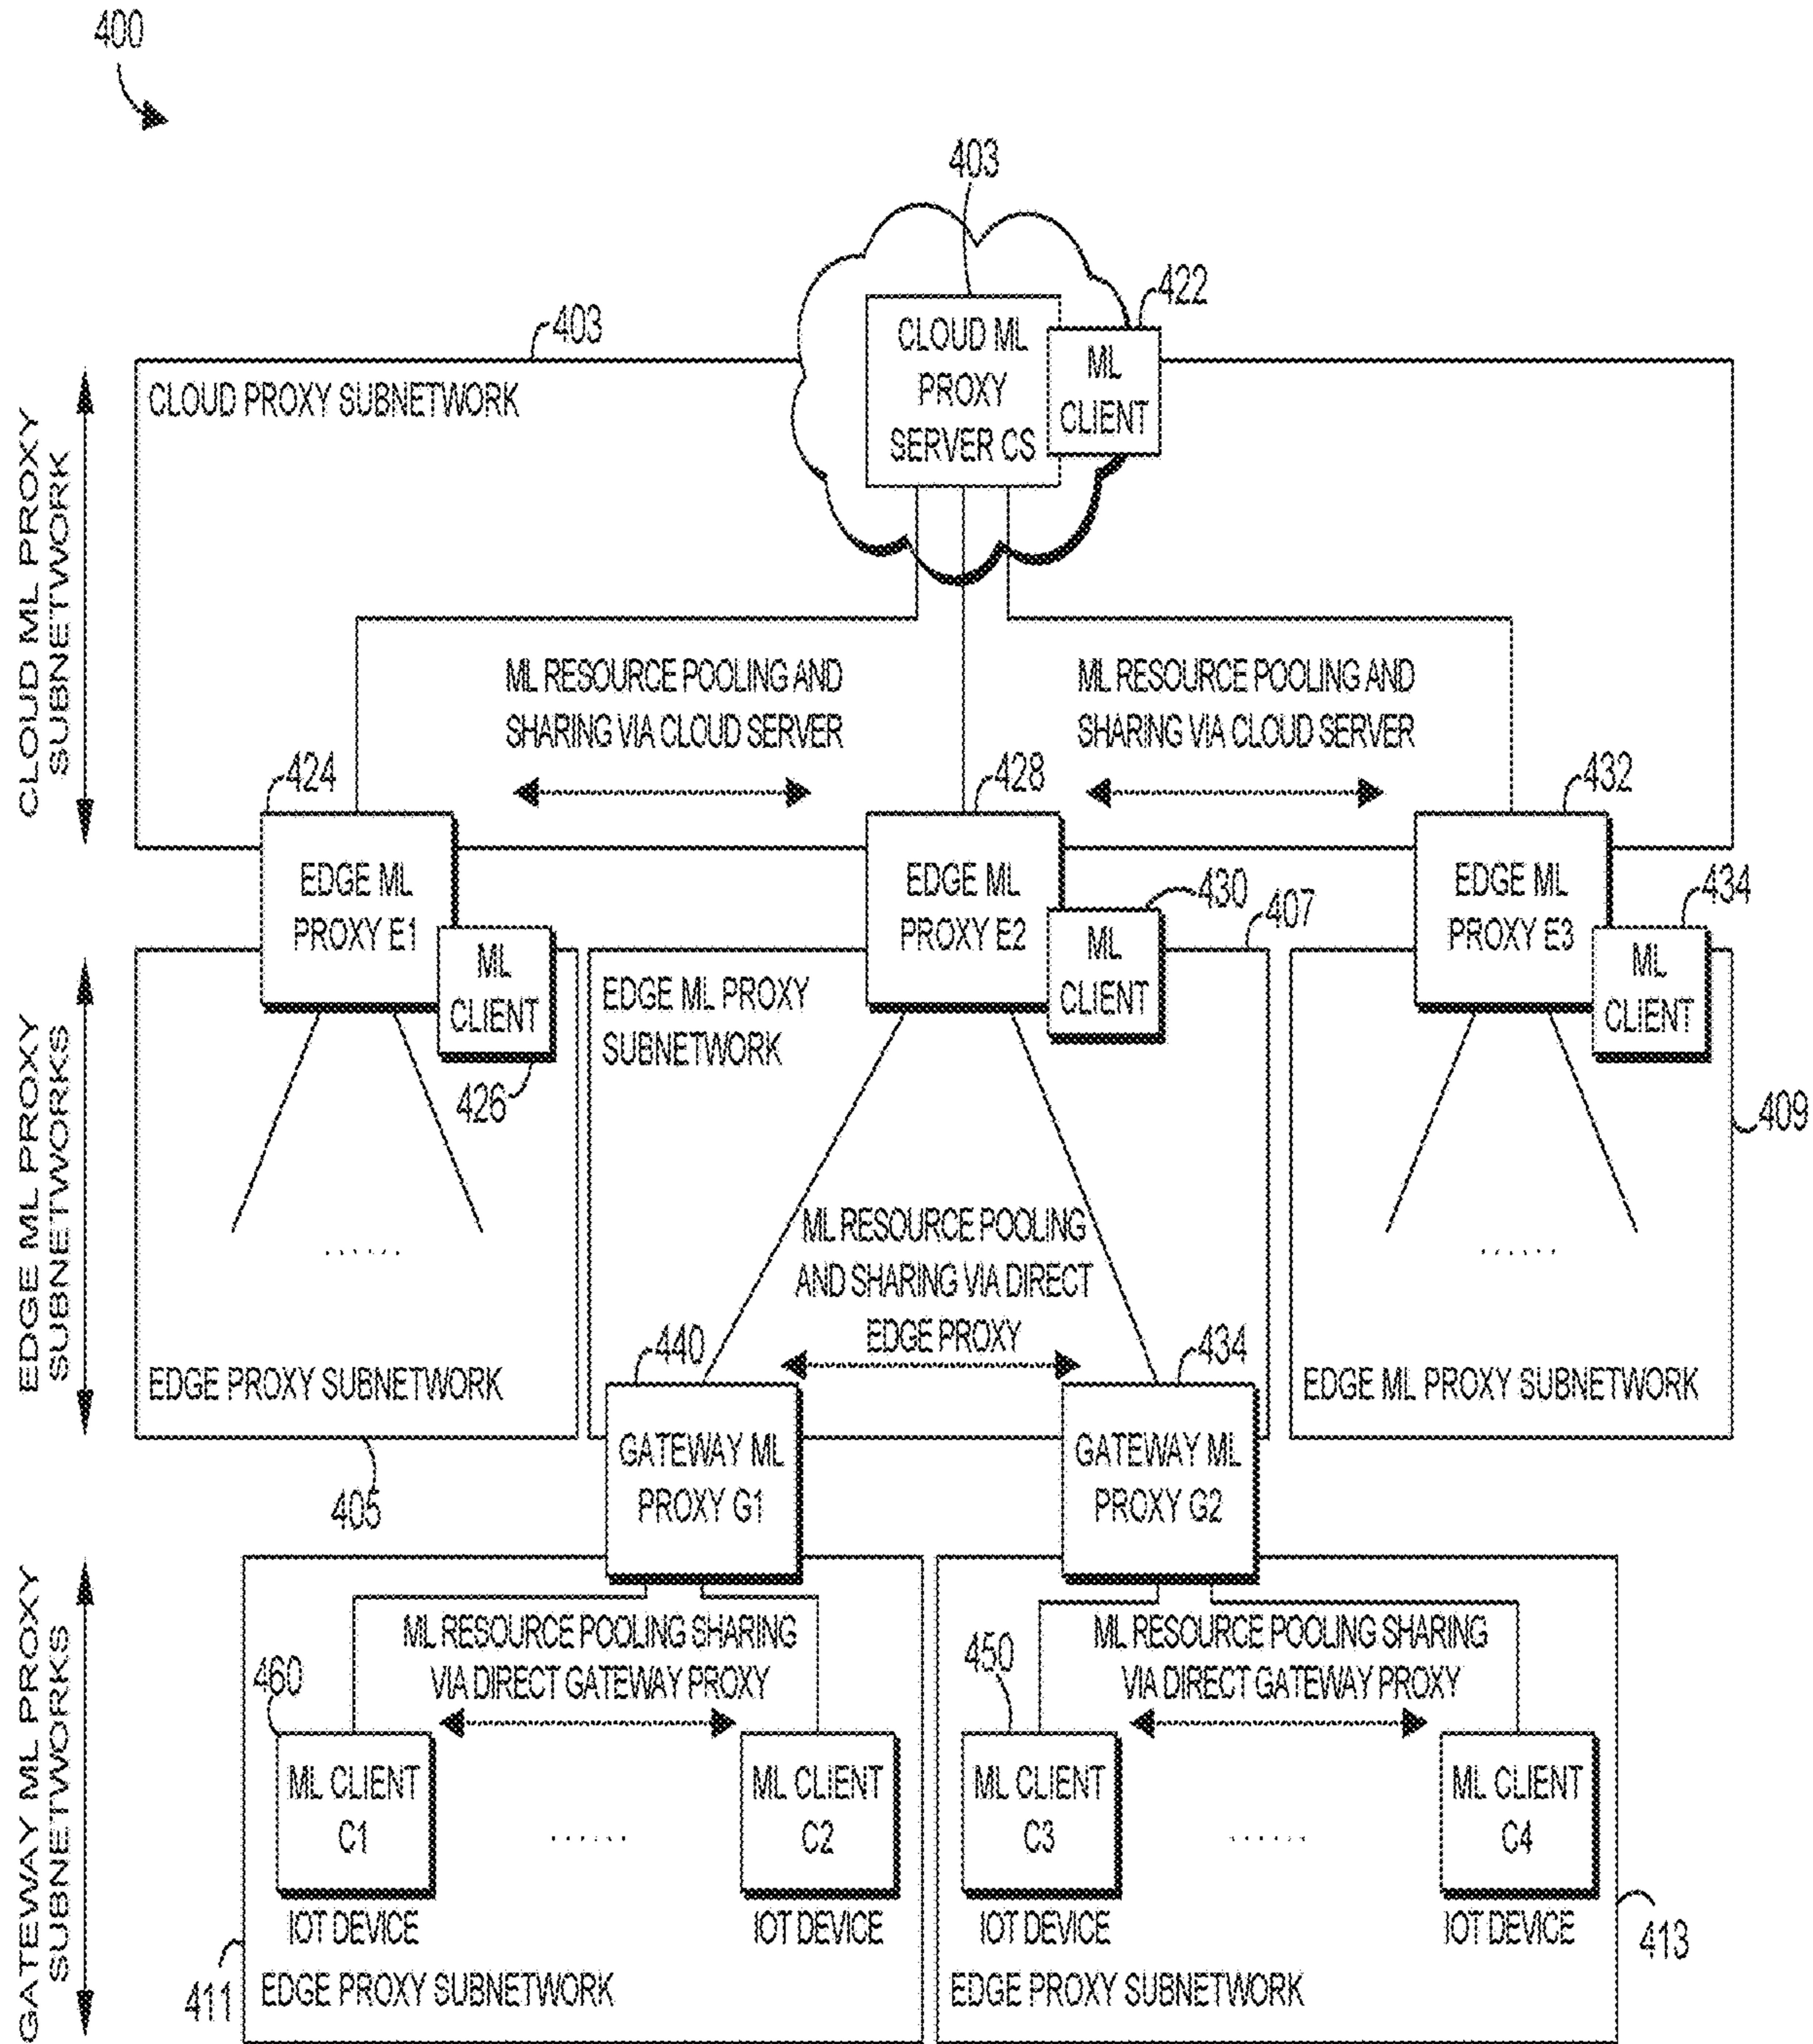 400
403
422
403
CLOUD ML
PROXY
SERVER CS
ML
CLIENT
CLOUD PROXY SUBNETWORK
CLOUD ML PROXY
SUBNETWORK
ML RESOURCE POOLING AND
SHARING VIA CLOUD SERVER
ML RESOURCE POOLING AND
SHARING VIA CLOUD SERVER
424
428
432
EDGE ML
PROXY E1
EDGE ML
PROXY E2
EDGE ML
PROXY E3
430
407
434
ML
CLIENT
ML
CLIENT
ML
CLIENT
426
409
EDGE ML PROXY
SUBNETWORK
EDGE ML PROXY
SUBNETWORKS
......
......
ML RESOURCE POOLING
AND SHARING VIA DIRECT
EDGE PROXY
440
434
EDGE PROXY SUBNETWORK
EDGE ML PROXY SUBNETWORK
405
GATEWAY ML
PROXY G1
GATEWAY ML
PROXY G2
GATEWAY ML PROXY
SUBNETWORKS
ML RESOURCE POOLING SHARING
VIA DIRECT GATEWAY PROXY
ML RESOURCE POOLING SHARING
VIA DIRECT GATEWAY PROXY
460
450
ML CLIENT
C1
......
ML CLIENT
C2
ML CLIENT
C3
......
ML CLIENT
C4
IOT DEVICE
IOT DEVICE
IOT DEVICE
IOT DEVICE
411
413
EDGE PROXY SUBNETWORK
EDGE PROXY SUBNETWORK